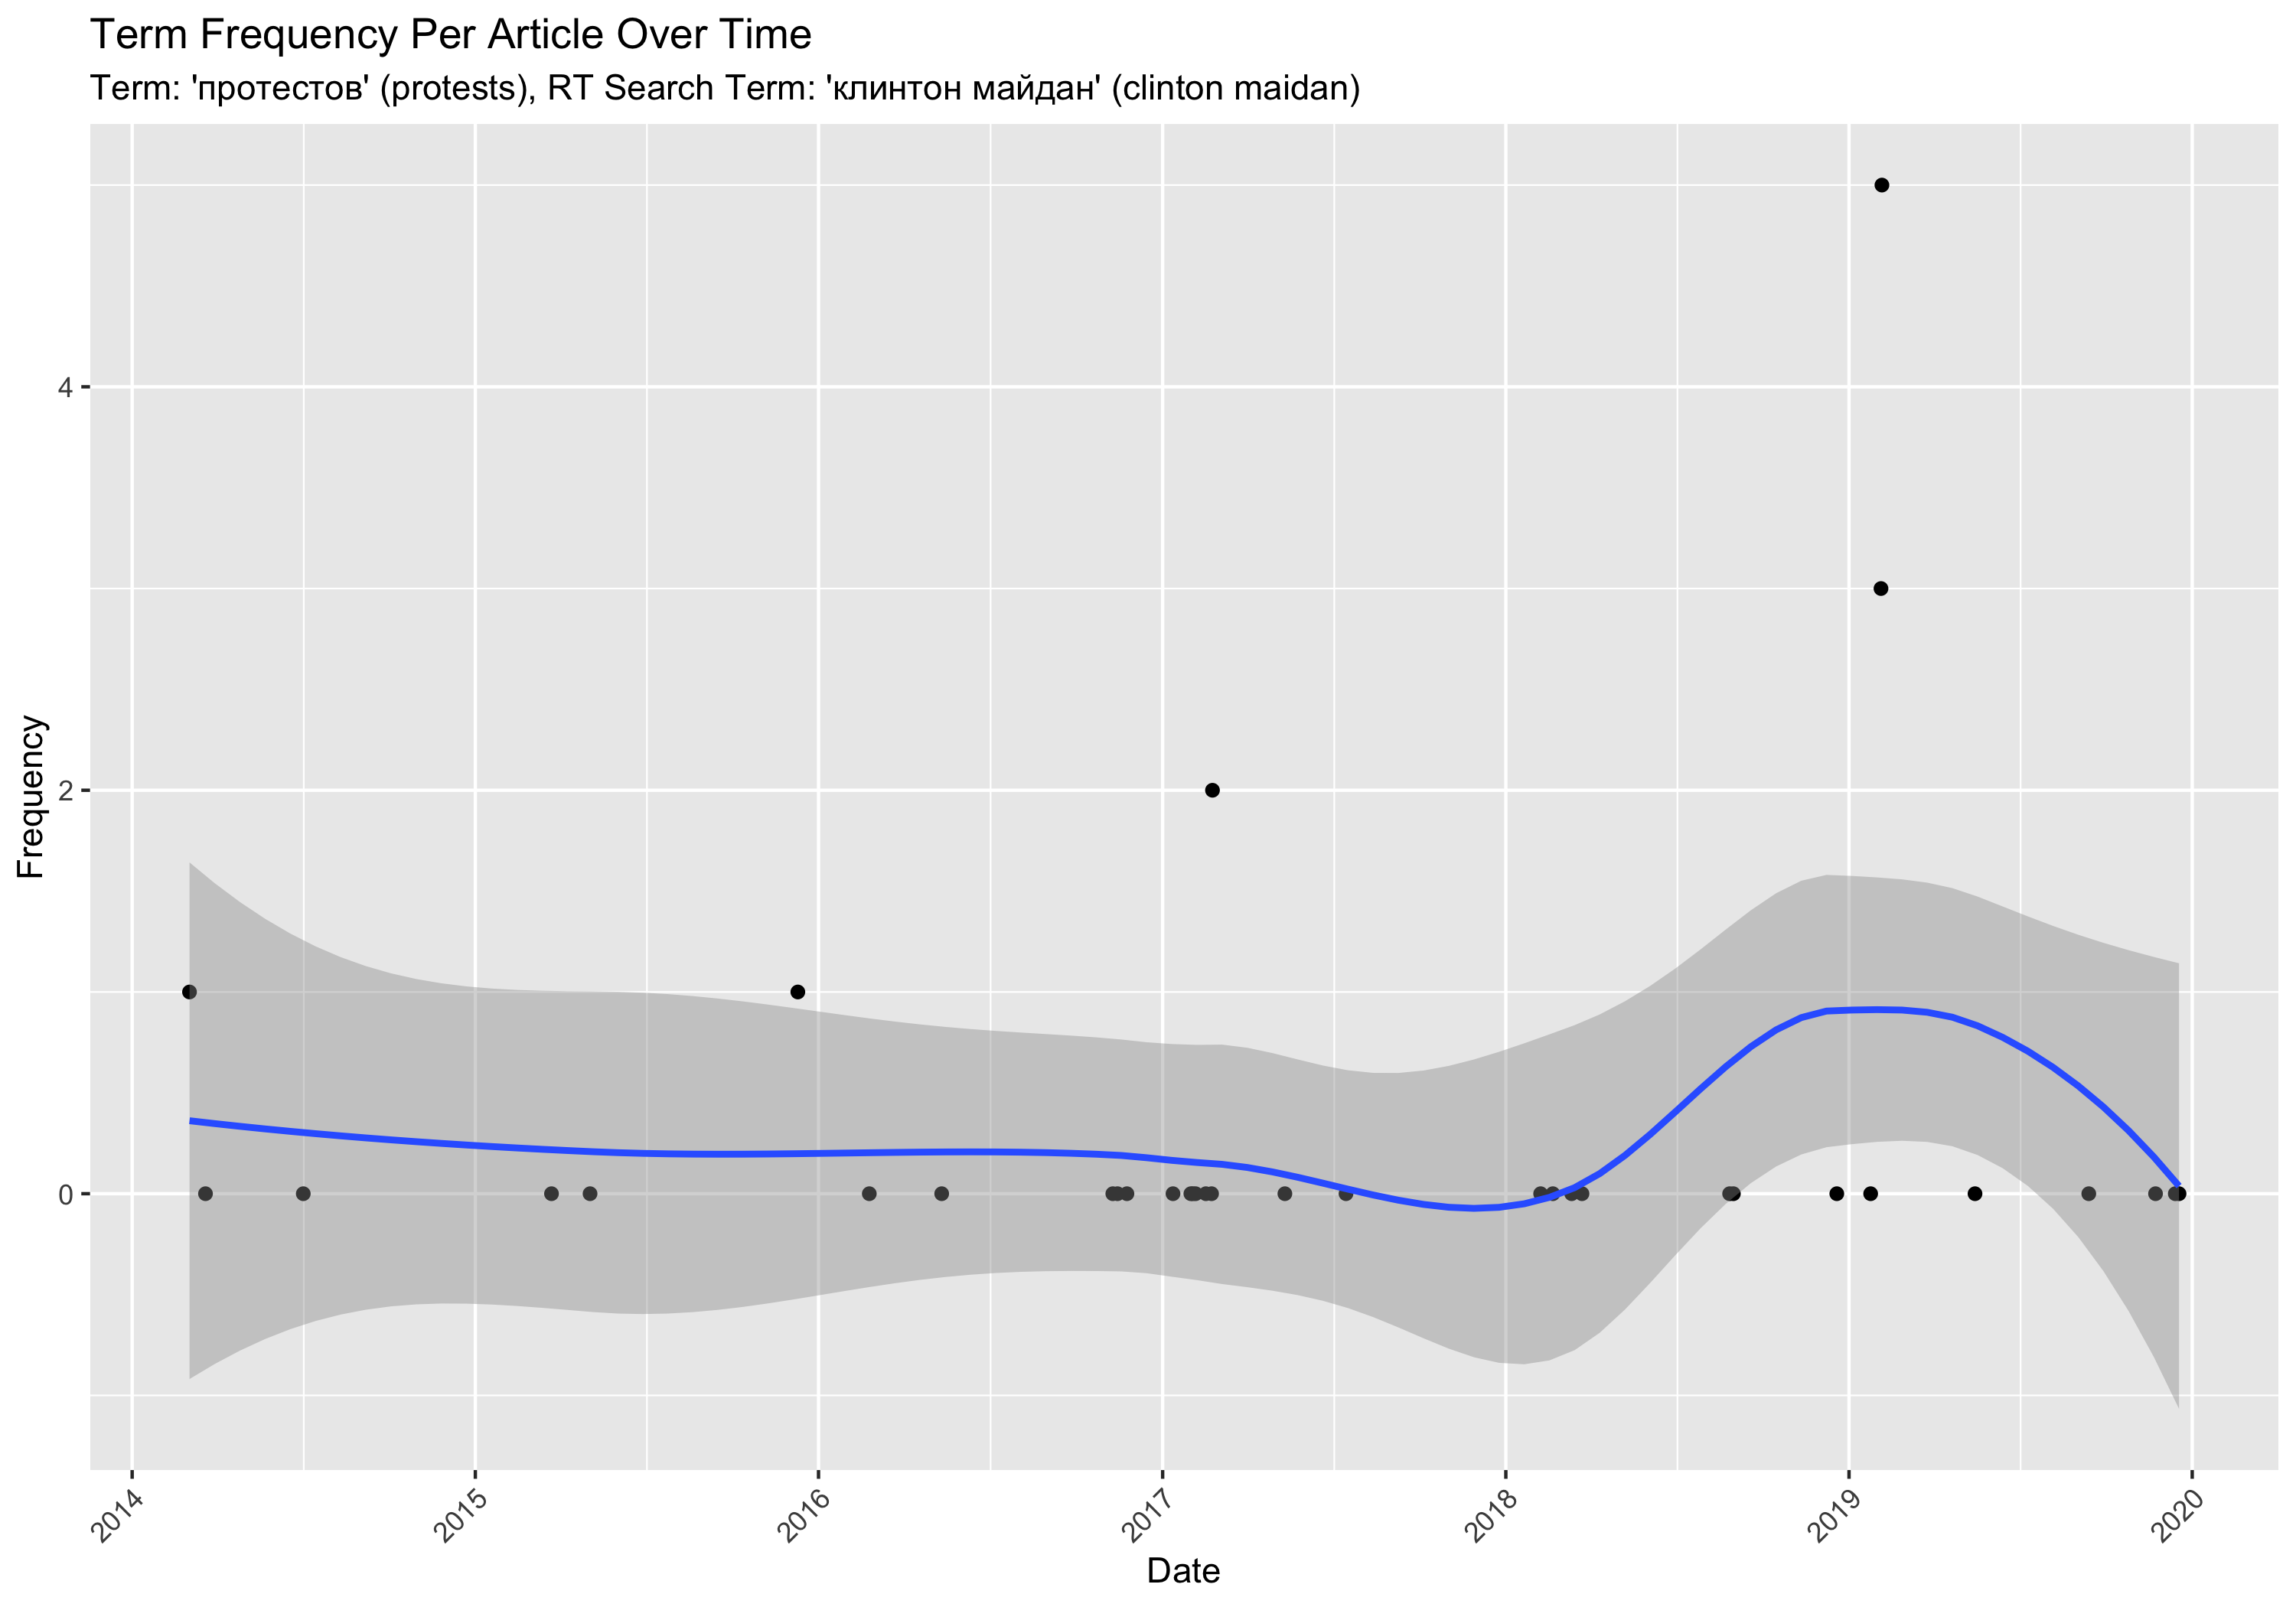 Term Frequency Per Article Over Time
Term: 'протестов' (protests), RT Search Term: 'клинтон майдан' (clinton maidan)
Frequency
4
2
0
2014
2015
2016
2017
2018
2019
2020
Date